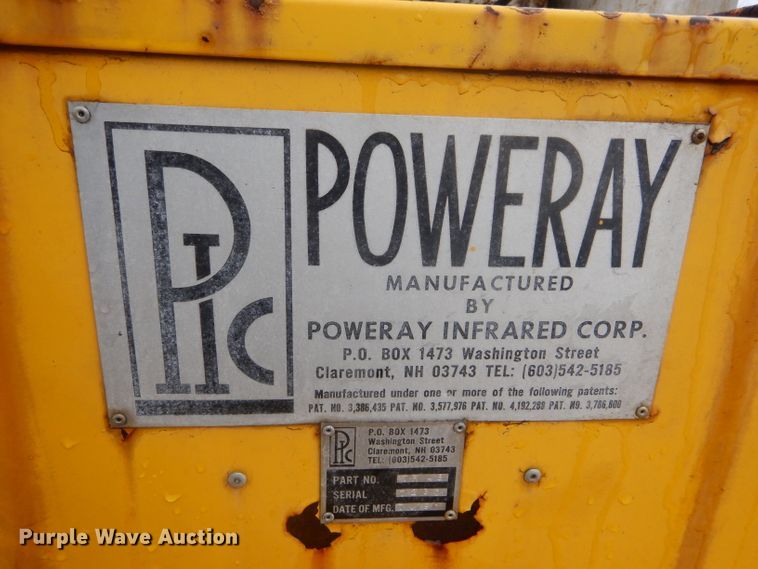 PIC
POWERAY
MANUFACTURED
BY
POWERAY INFRARED CORP.
P.O. BOX 1473 Washington Street
Claremont, NH 03743 TEL: (603)542-5185
Manufactured under one or more of the following patents:
PAT. NO. 3,386,435 PAT. NO. 3,577,976 PAT. NO. 4,192,288 PAT. NO. 3,786,800
PIC
P.O. BOX 1473
Washington Street
Claremont, NH 03743
TEL: (603)542-5185
PART NO.
SERIAL
DATE OF MFG.
Purple Wave Auction